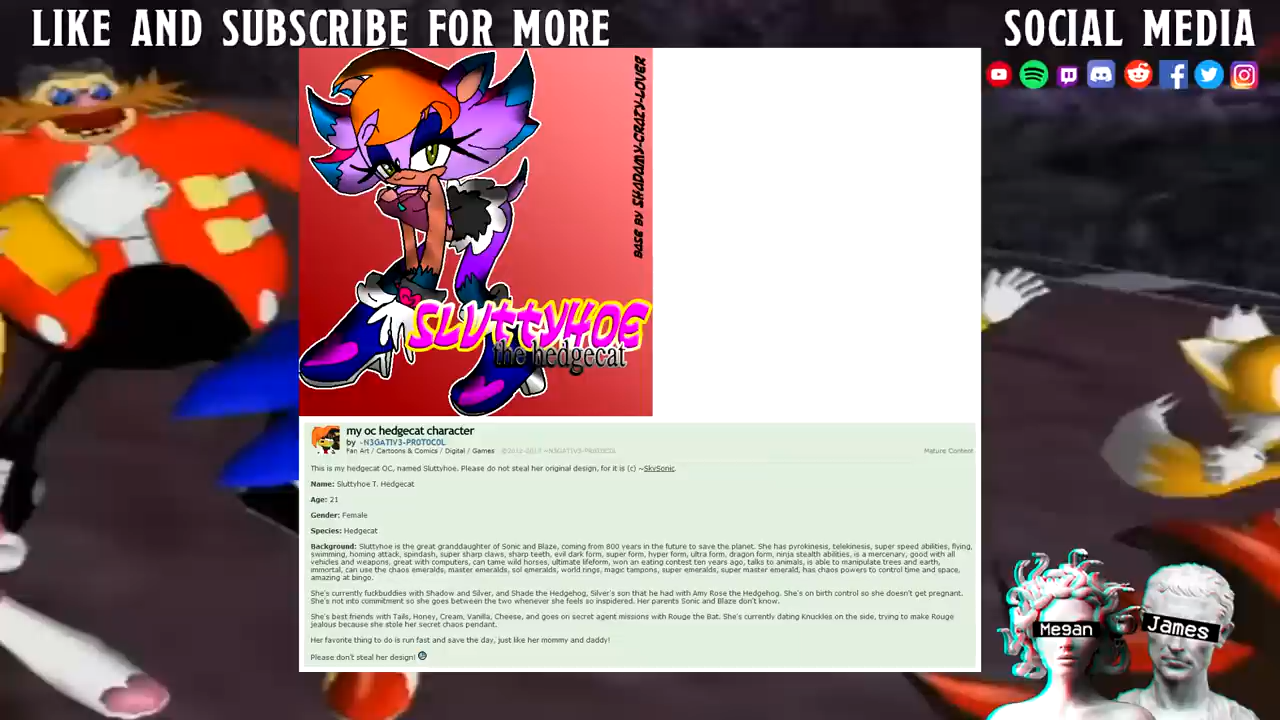 LIKE AND SUBSCRIBE FOR MORE
SOCIAL MEDIA
BASE BY SHADAMY-CRAZY-LOVER
SLUTTYHOE
the hedgecat
my oc hedgecat character
by ~N3GATIV3-PR0T0C0L
Fan Art / Cartoons & Comics / Digital / Games ©2012-2013 ~N3GATIV3-PR0T0C0L
Mature Content
This is my hedgecat OC, named Sluttyhoe. Please do not steal her original design, for it is (c) ~SkySonic.
Name: Sluttyhoe T. Hedgecat
Age: 21
Gender: Female
Species: Hedgecat
Background: Sluttyhoe is the great granddaughter of Sonic and Blaze, coming from 800 years in the future to save the planet. She has pyrokinesis, telekinesis, super speed abilities, flying,
swimming, homing attack, spindash, super sharp claws, sharp teeth, evil dark form, super form, hyper form, ultra form, dragon form, ninja stealth abilities, is a mercenary, good with all
vehicles and weapons, great with computers, can tame wild horses, ultimate lifeform, won an eating contest ten years ago, talks to animals, is able to manipulate trees and earth,
immortal, can use the chaos emeralds, master emeralds, sol emeralds, world rings, magic tampons, super emeralds, super master emerald, has chaos powers to control time and space,
amazing at bingo.
She's currently fuckbuddies with Shadow and Silver, and Shade the Hedgehog, Silver's son that he had with Amy Rose the Hedgehog. She's on birth control so she doesn't get pregnant.
She's not into commitment so she goes between the two whenever she feels so inspidered. Her parents Sonic and Blaze don't know.
She's best friends with Tails, Honey, Cream, Vanilla, Cheese, and goes on secret agent missions with Rouge the Bat. She's currently dating Knuckles on the side, trying to make Rouge
jealous because she stole her secret chaos pendant.
Her favorite thing to do is run fast and save the day, just like her mommy and daddy!
Please don't steal her design!
Megan
James